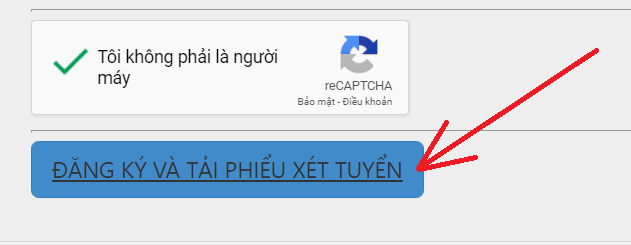 Tôi không phải là người
máy
reCAPTCHA
Bảo mật - Điều khoản
ĐĂNG KÝ VÀ TẢI PHIẾU XÉT TUYỂN